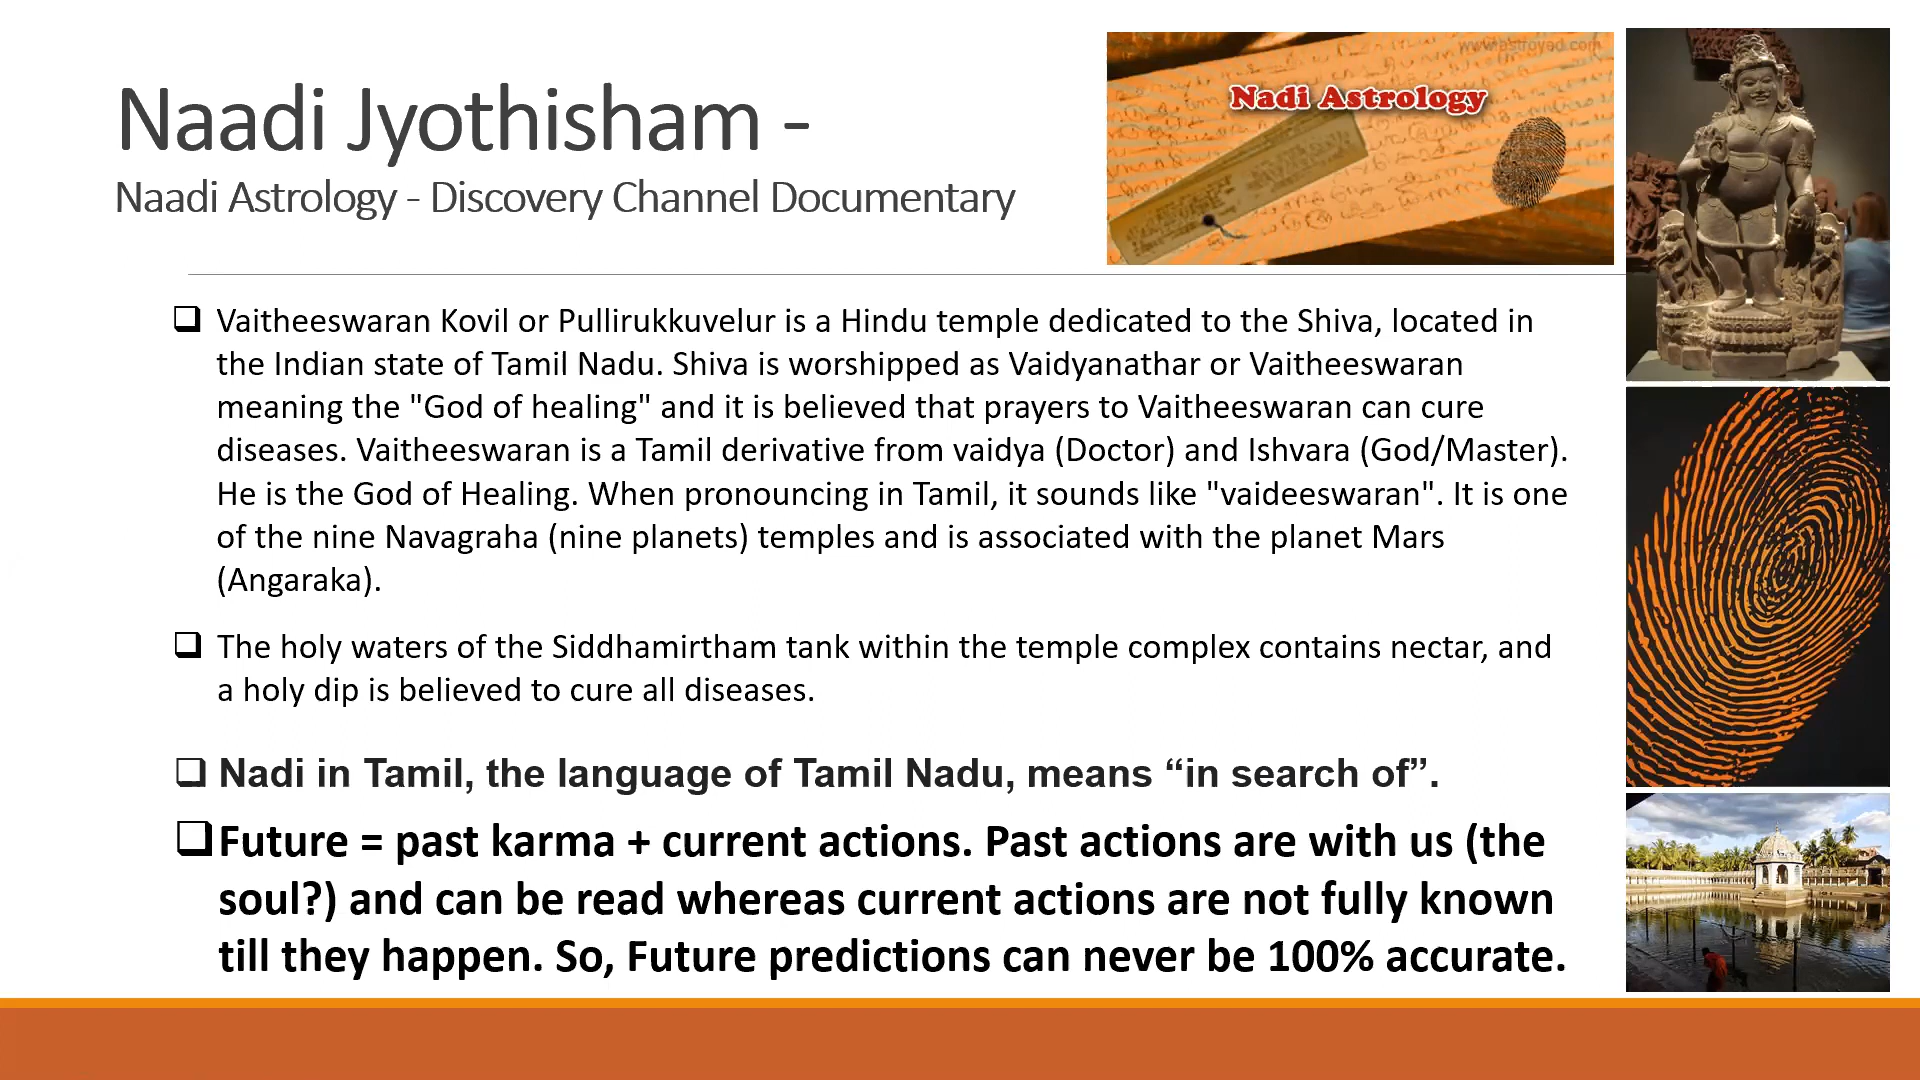 Naadi Jyothisham -
Naadi Astrology - Discovery Channel Documentary
www.astroyed.com
Nadi Astrology
Vaitheeswaran Kovil or Pullirukkuvelur is a Hindu temple dedicated to the Shiva, located in
the Indian state of Tamil Nadu. Shiva is worshipped as Vaidyanathar or Vaitheeswaran
meaning the "God of healing" and it is believed that prayers to Vaitheeswaran can cure
diseases. Vaitheeswaran is a Tamil derivative from vaidya (Doctor) and Ishvara (God/Master).
He is the God of Healing. When pronouncing in Tamil, it sounds like "vaideeswaran". It is one
of the nine Navagraha (nine planets) temples and is associated with the planet Mars
(Angaraka).
The holy waters of the Siddhamirtham tank within the temple complex contains nectar, and
a holy dip is believed to cure all diseases.
Nadi in Tamil, the language of Tamil Nadu, means “in search of”.
Future = past karma + current actions. Past actions are with us (the
soul?) and can be read whereas current actions are not fully known
till they happen. So, Future predictions can never be 100% accurate.